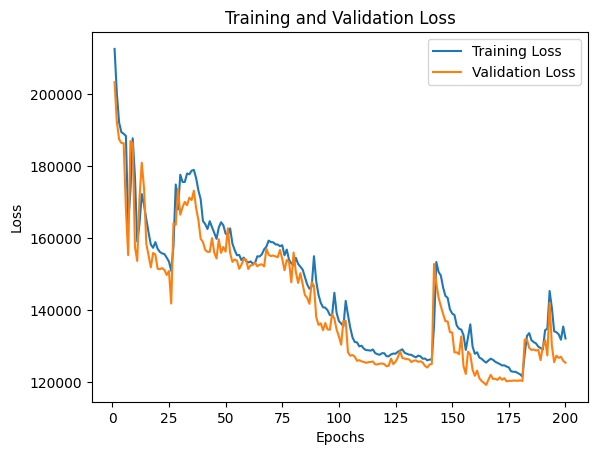 Training and Validation Loss
Training Loss
Validation Loss
200000
180000
160000
140000
120000
Loss
0
25
50
75
100
125
150
175
200
Epochs